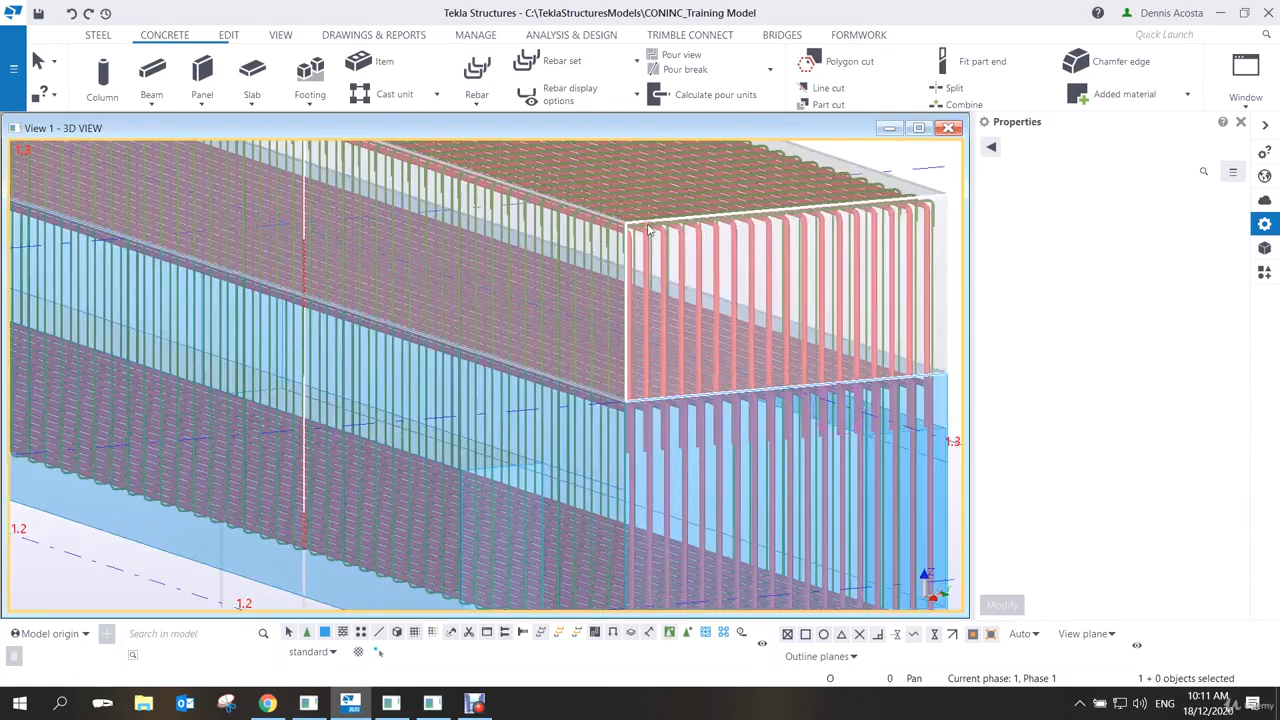 Tekla Structures - C:\TeklaStructuresModels\CONINC_Training Model
Dennis Acosta
STEEL CONCRETE EDIT VIEW DRAWINGS & REPORTS MANAGE ANALYSIS & DESIGN TRIMBLE CONNECT BRIDGES FORMWORK Quick Launch
Item Rebar set Pour view Polygon cut Fit part end Chamfer edge
Pour break
Column Beam Panel Slab Footing Cast unit Rebar Rebar display options Calculate pour units Line cut Split Added material Window
Part cut Combine
View 1 - 3D VIEW
Properties
1.3
1.3
1.2
1.2
Z
Modify
Model origin Search in model Auto View plane
standard Outline planes
O 0 Pan Current phase: 1, Phase 1 1 + 0 objects selected
2020 ENG 10:11 AM
18/12/2020
Udemy